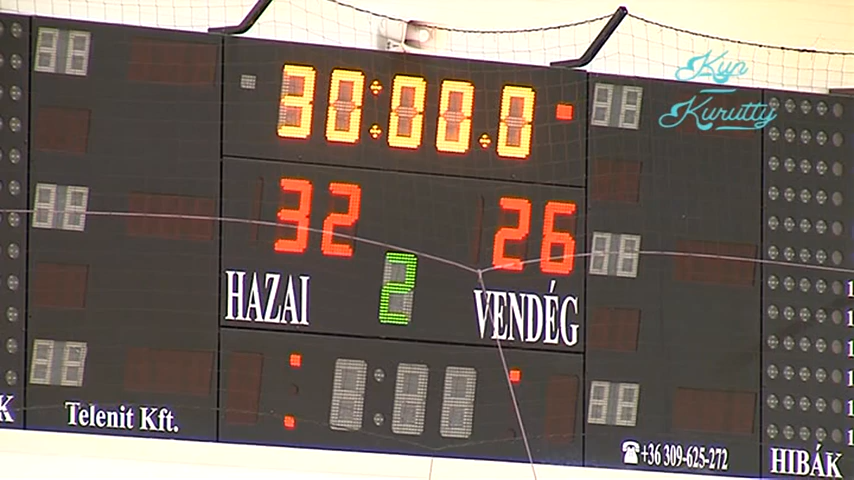 Kun
Kurutty
30:00.0
32 26
2
HAZAI VENDÉG
Telenit Kft.
☎+36 309-625-272
HIBÁK